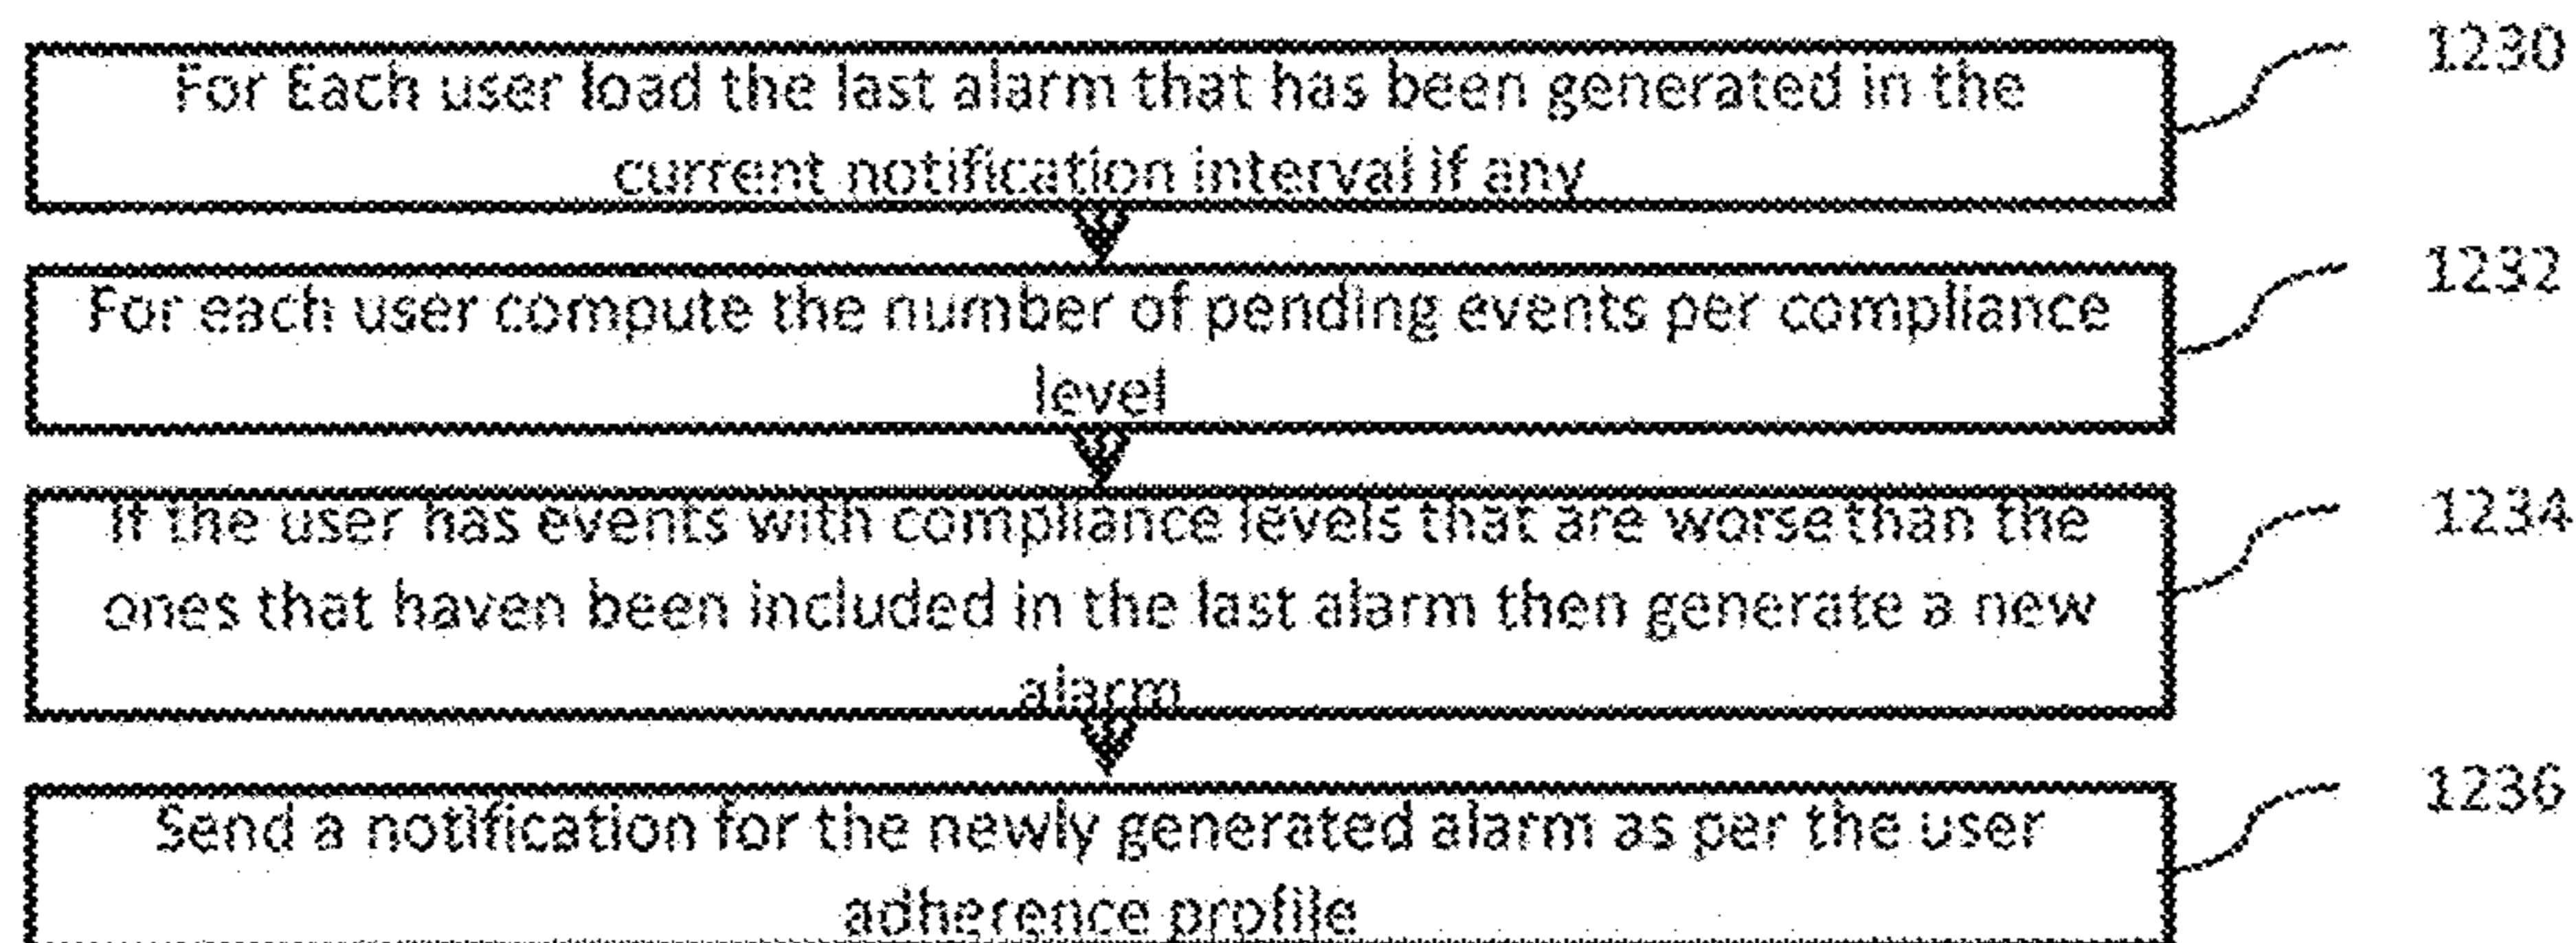 For Each user load the last alarm that has been generated in the
current notification interval if any
1230
For each user compute the number of pending events per compliance
level
1232
If the user has events with compliance levels that are worse than the
ones that haven been included in the last alarm then generate a new
alarm
1234
Send a notification for the newly generated alarm as per the user
adherence profile
1236